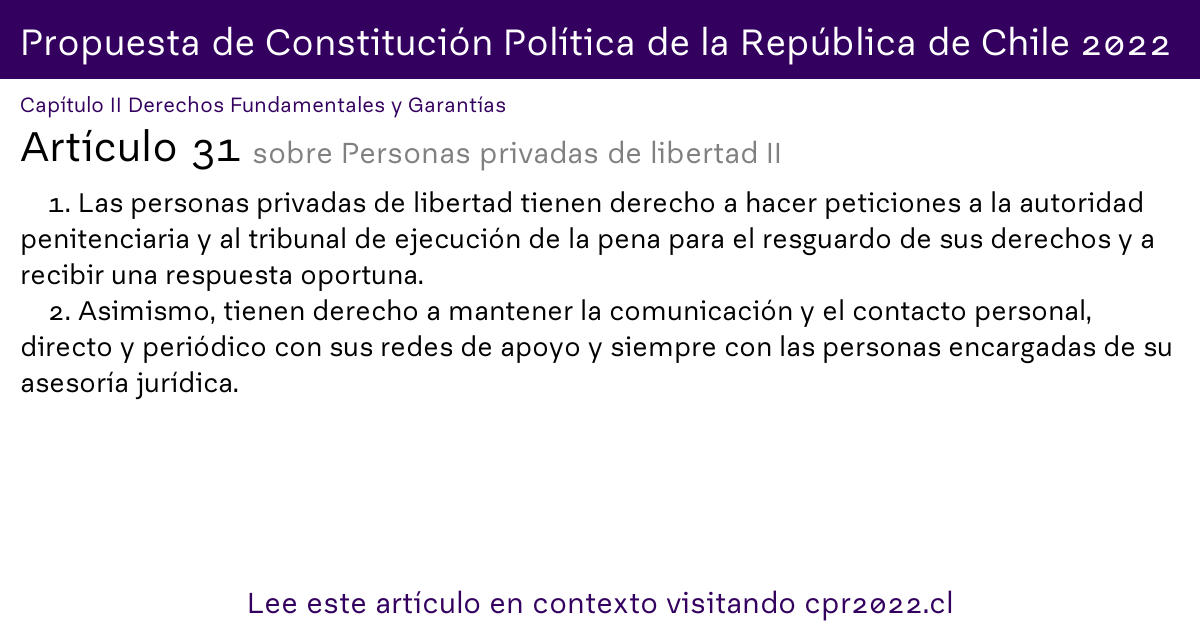 Propuesta de Constitución Política de la República de Chile 2022
Capítulo II Derechos Fundamentales y Garantías
Artículo 31 sobre Personas privadas de libertad II
1. Las personas privadas de libertad tienen derecho a hacer peticiones a la autoridad
penitenciaria y al tribunal de ejecución de la pena para el resguardo de sus derechos y a
recibir una respuesta oportuna.
2. Asimismo, tienen derecho a mantener la comunicación y el contacto personal,
directo y periódico con sus redes de apoyo y siempre con las personas encargadas de su
asesoría jurídica.
Lee este artículo en contexto visitando cpr2022.cl